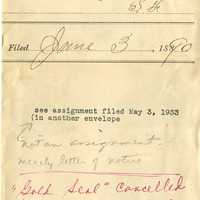 Filed June 3, 1890
see assignment filed May 3, 1933
(in another envelope
not an assignment
merely letter of notice
"Gold Seal" Cancelled